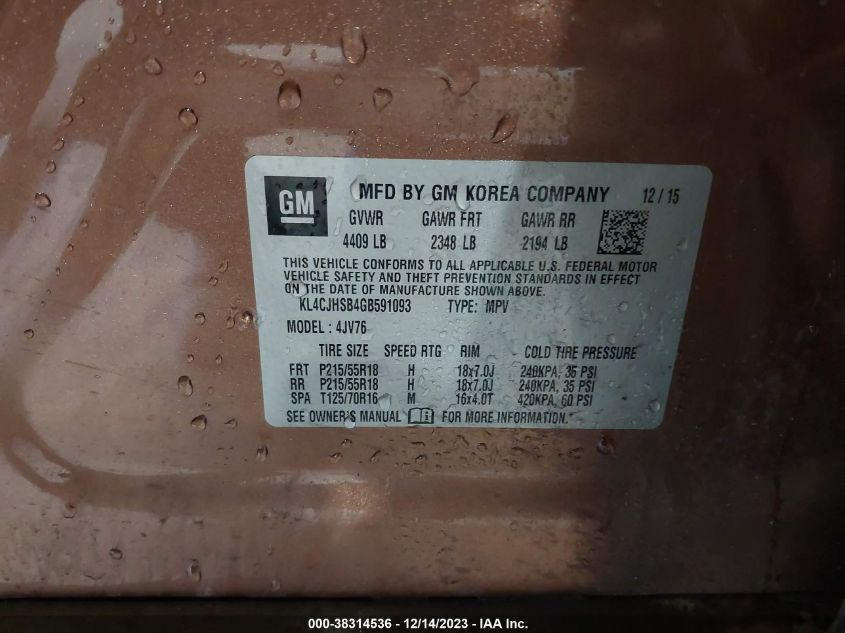 GM MFD BY GM KOREA COMPANY 12 / 15
GVWR GAWR FRT GAWR RR
4409 LB 2348 LB 2194 LB
THIS VEHICLE CONFORMS TO ALL APPLICABLE U.S. FEDERAL MOTOR
VEHICLE SAFETY AND THEFT PREVENTION STANDARDS IN EFFECT
ON THE DATE OF MANUFACTURE SHOWN ABOVE.
KL4CJHSB4GB591093 TYPE: MPV
MODEL : 4JV76
TIRE SIZE SPEED RTG RIM COLD TIRE PRESSURE
FRT P215/55R18 H 18x7.0J 240KPA, 35 PSI
RR P215/55R18 H 18x7.0J 240KPA, 35 PSI
SPA T125/70R16 M 16x4.0T 420KPA, 60 PSI
SEE OWNER'S MANUAL FOR MORE INFORMATION.
000-38314536 - 12/14/2023 - IAA Inc.